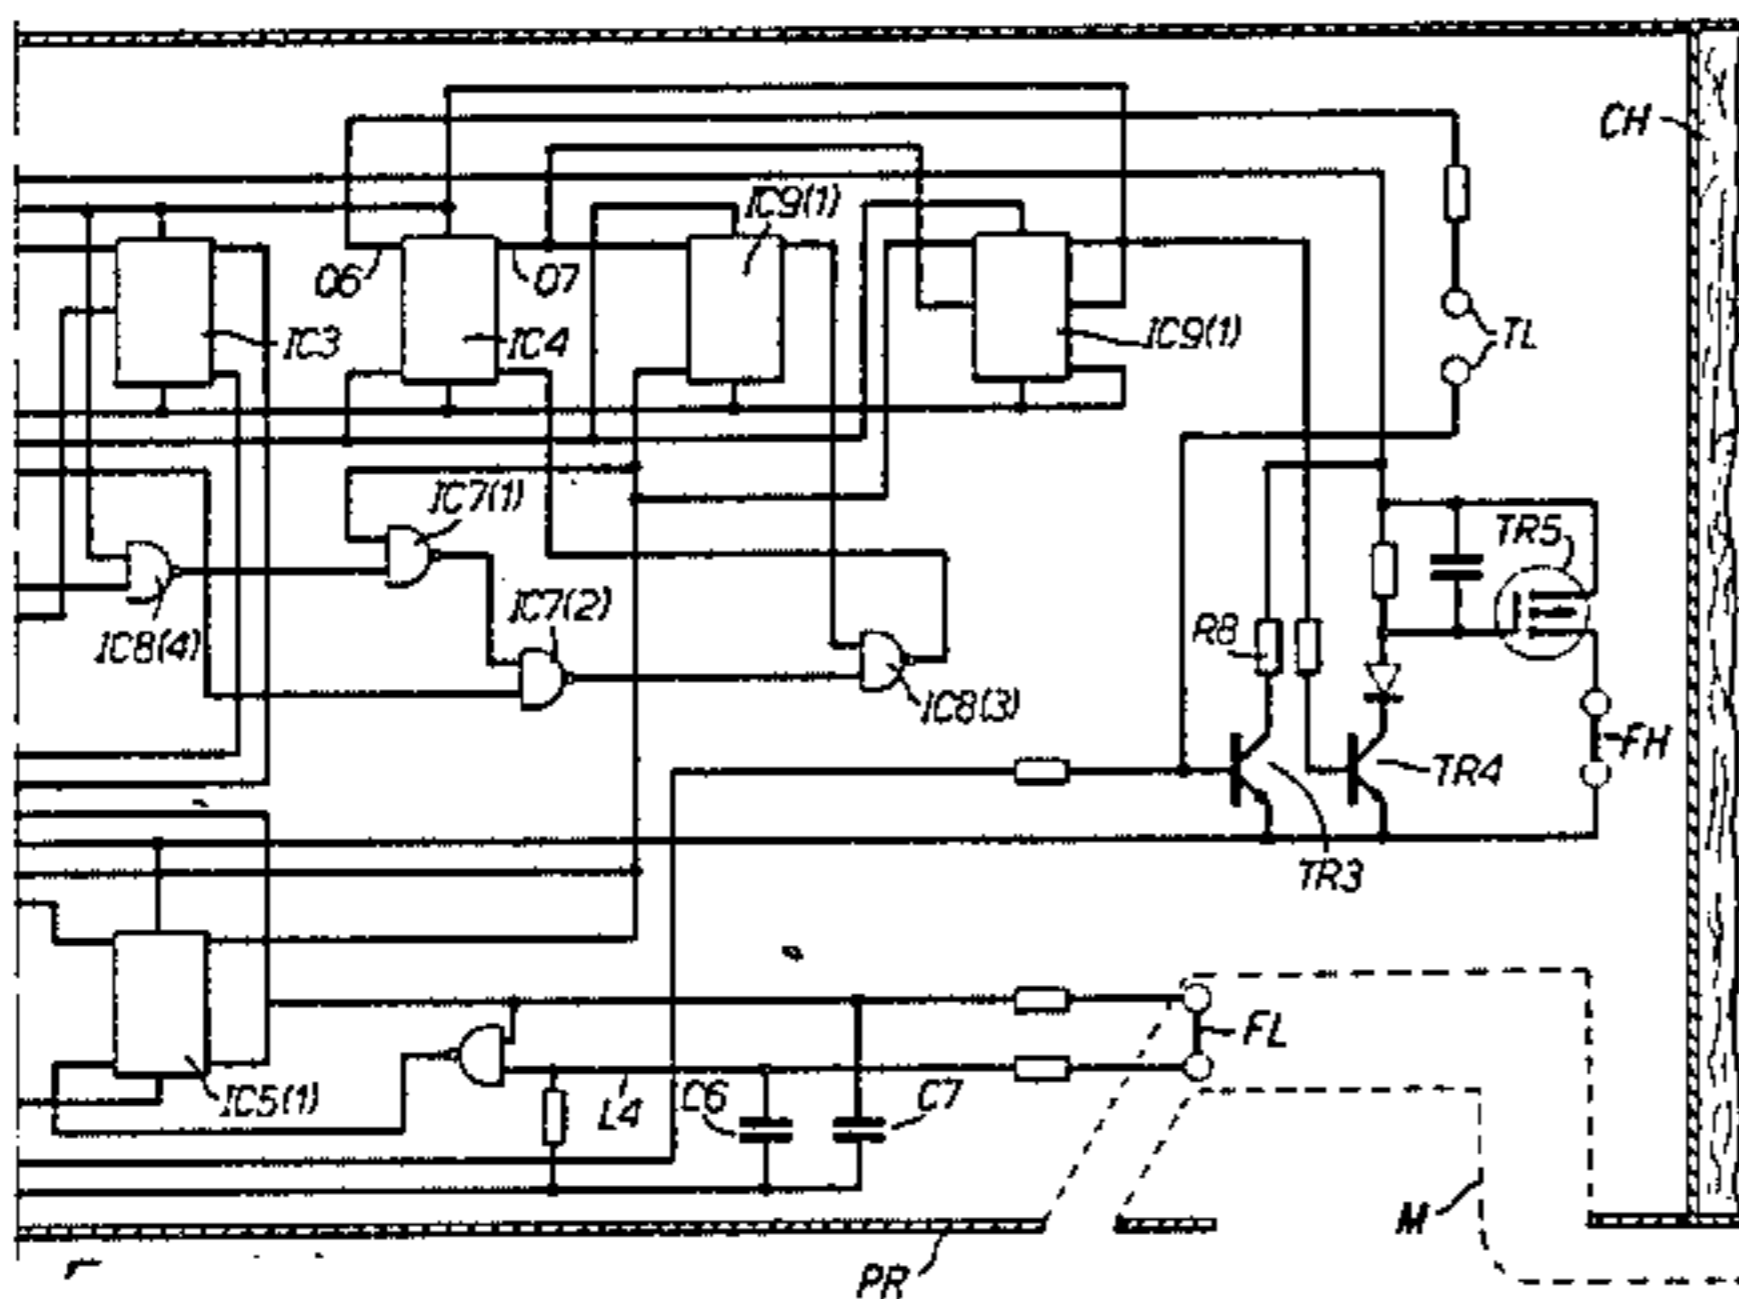 CH
IC9(1)
O6
O7
IC3
IC4
IC9(1)
TL
IC7(1)
TR5
IC7(2)
R8
IC8(4)
IC8(3)
FH
TR4
TR3
FL
IC5(1)
L4
C6
C7
M
PR